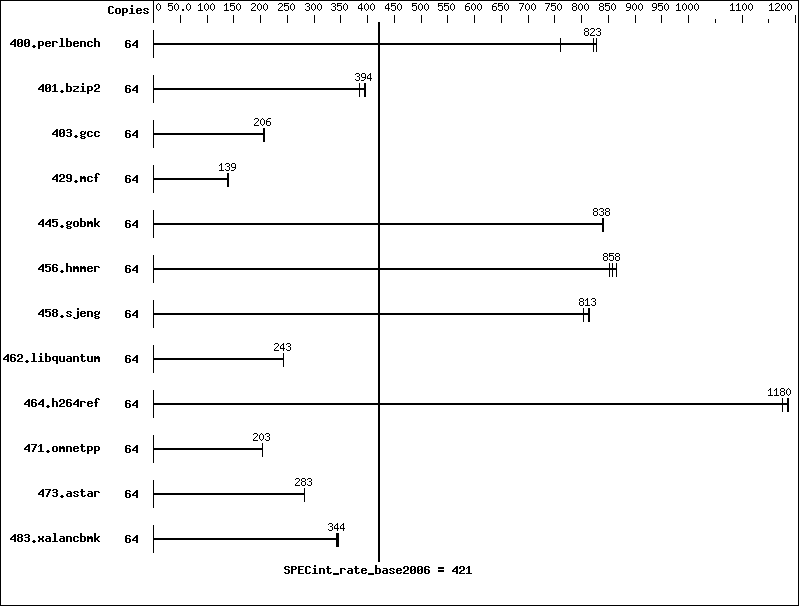 Copies 0 50.0 100 150 200 250 300 350 400 450 500 550 600 650 700 750 800 850 900 950 1000 1100 1200
400.perlbench 64 823
401.bzip2 64 394
403.gcc 64 206
429.mcf 64 139
445.gobmk 64 838
456.hmmer 64 858
458.sjeng 64 813
462.libquantum 64 243
464.h264ref 64 1180
471.omnetpp 64 203
473.astar 64 283
483.xalancbmk 64 344
SPECint_rate_base2006 = 421